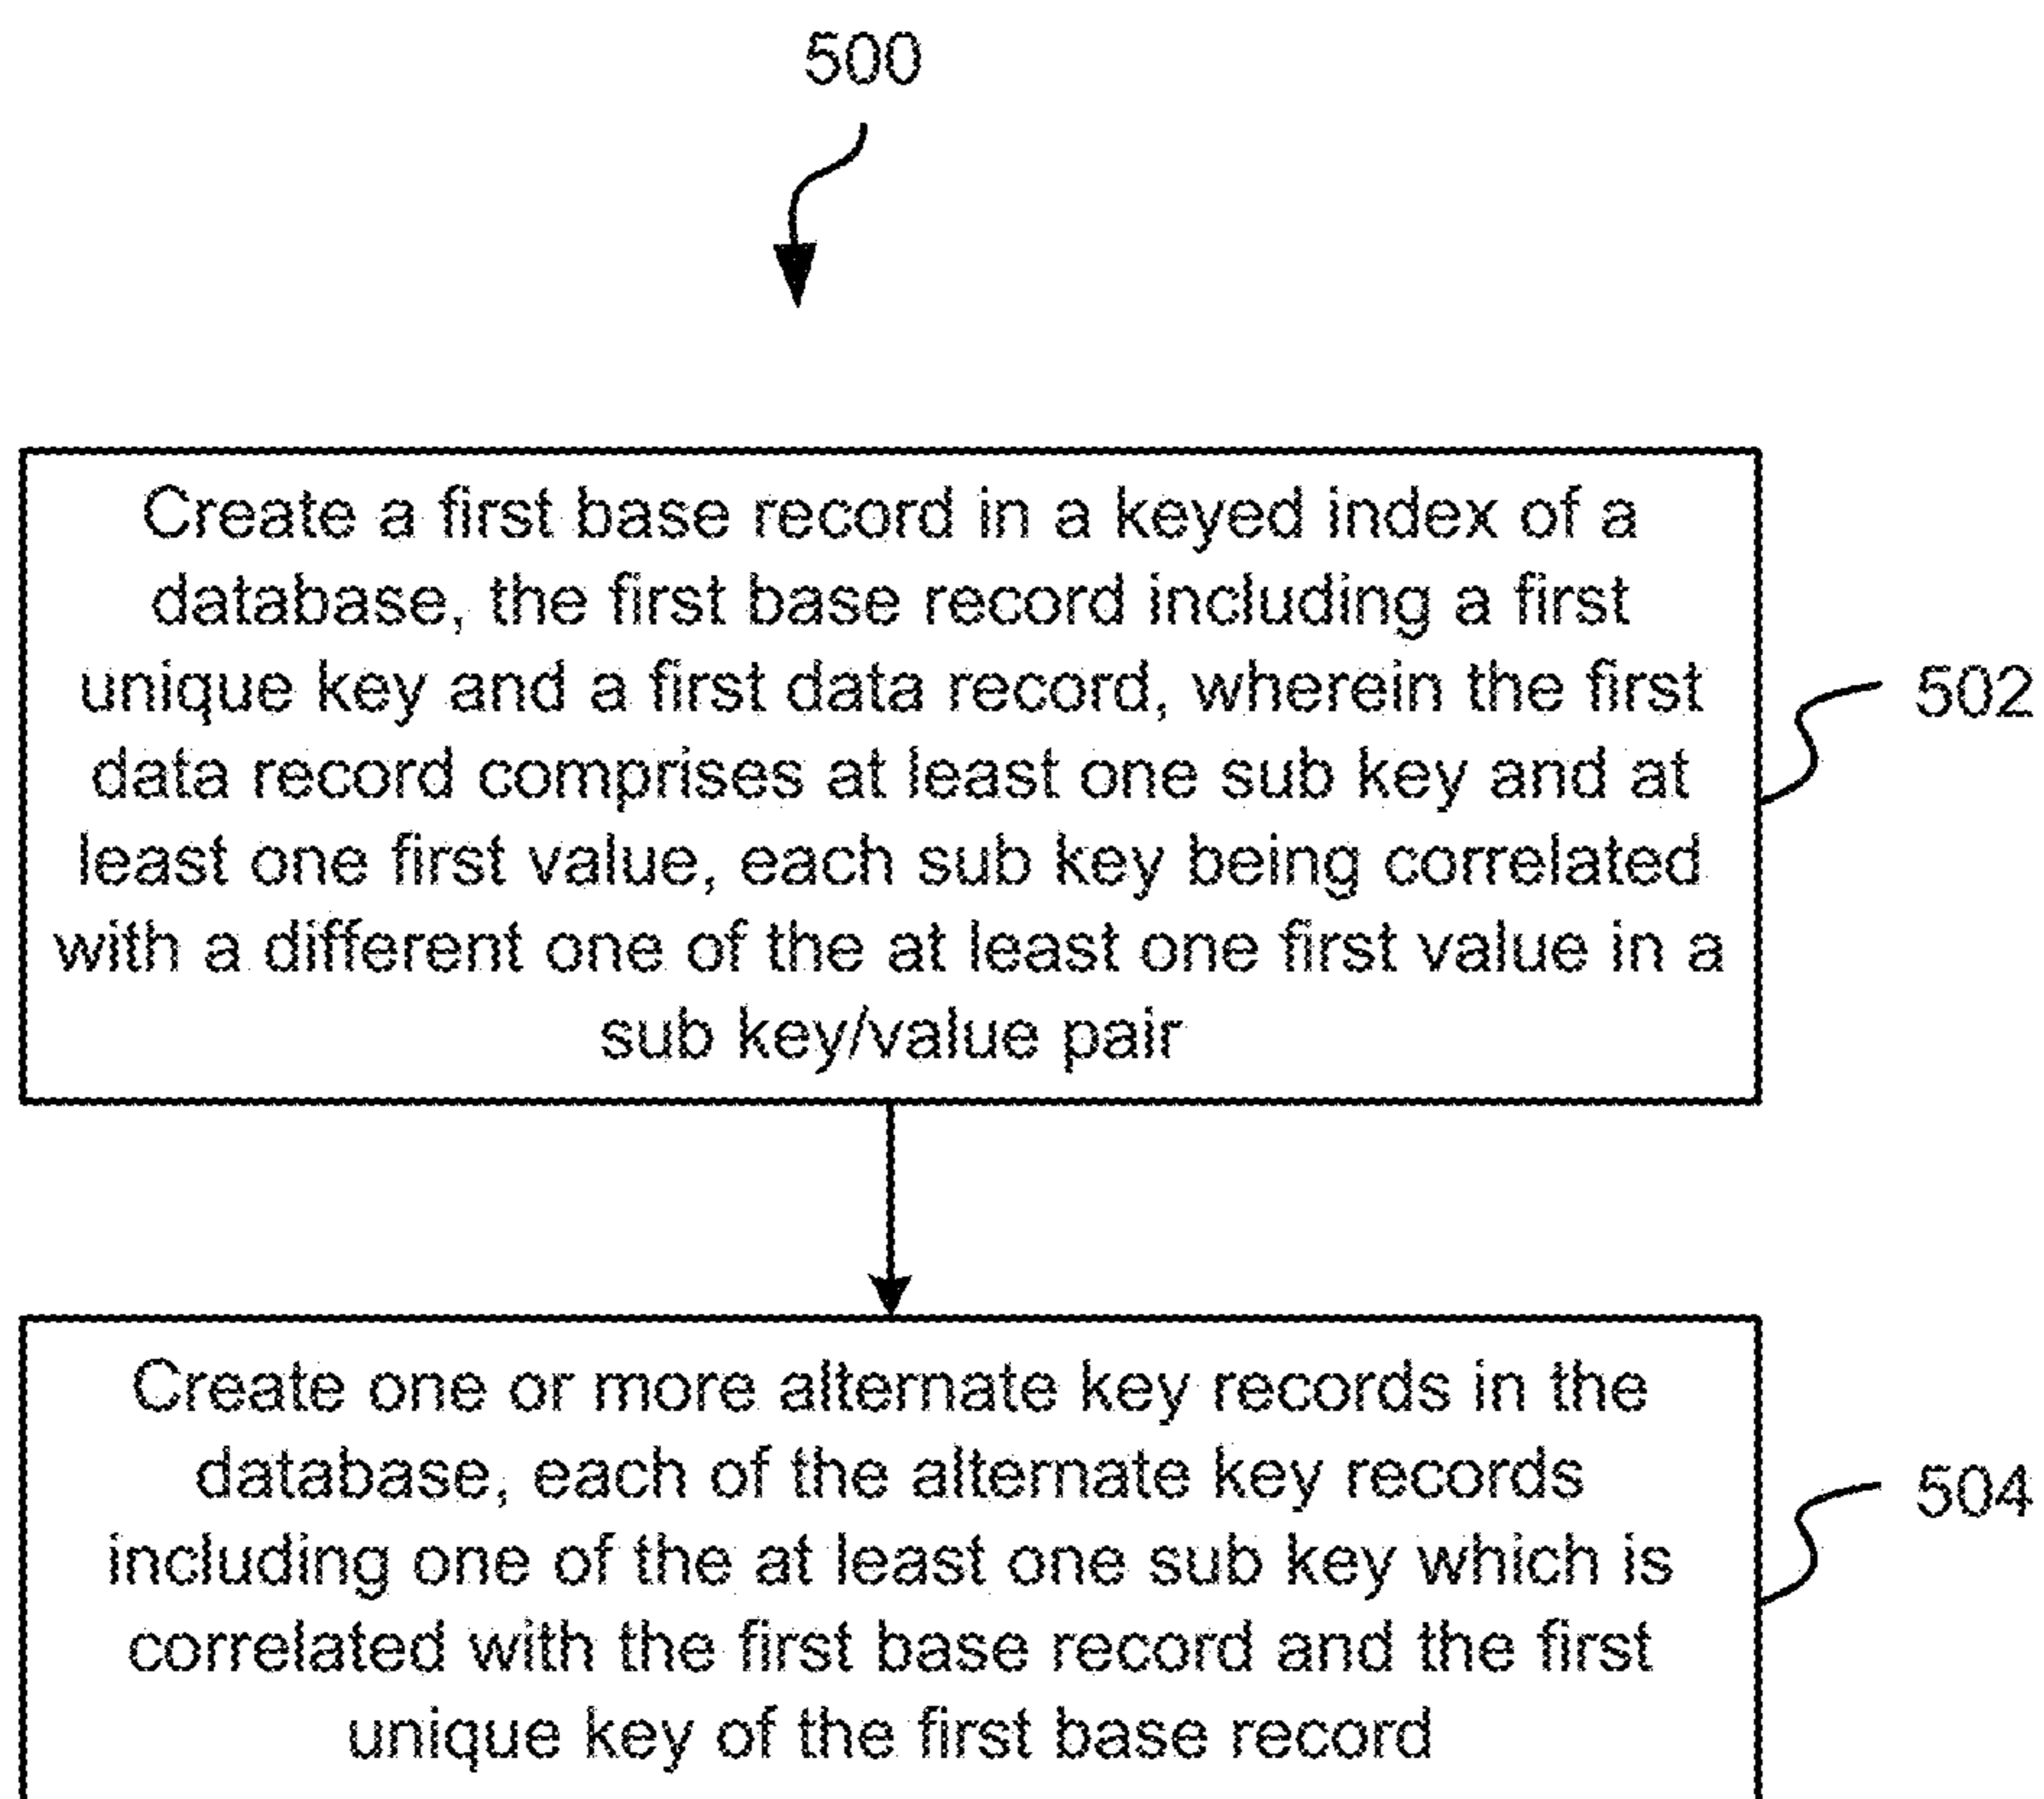 500
Create a first base record in a keyed index of a
database, the first base record including a first
unique key and a first data record, wherein the first
data record comprises at least one sub key and at
least one first value, each sub key being correlated
with a different one of the at least one first value in a
sub key/value pair
502
Create one or more alternate key records in the
database, each of the alternate key records
including one of the at least one sub key which is
correlated with the first base record and the first
unique key of the first base record
504